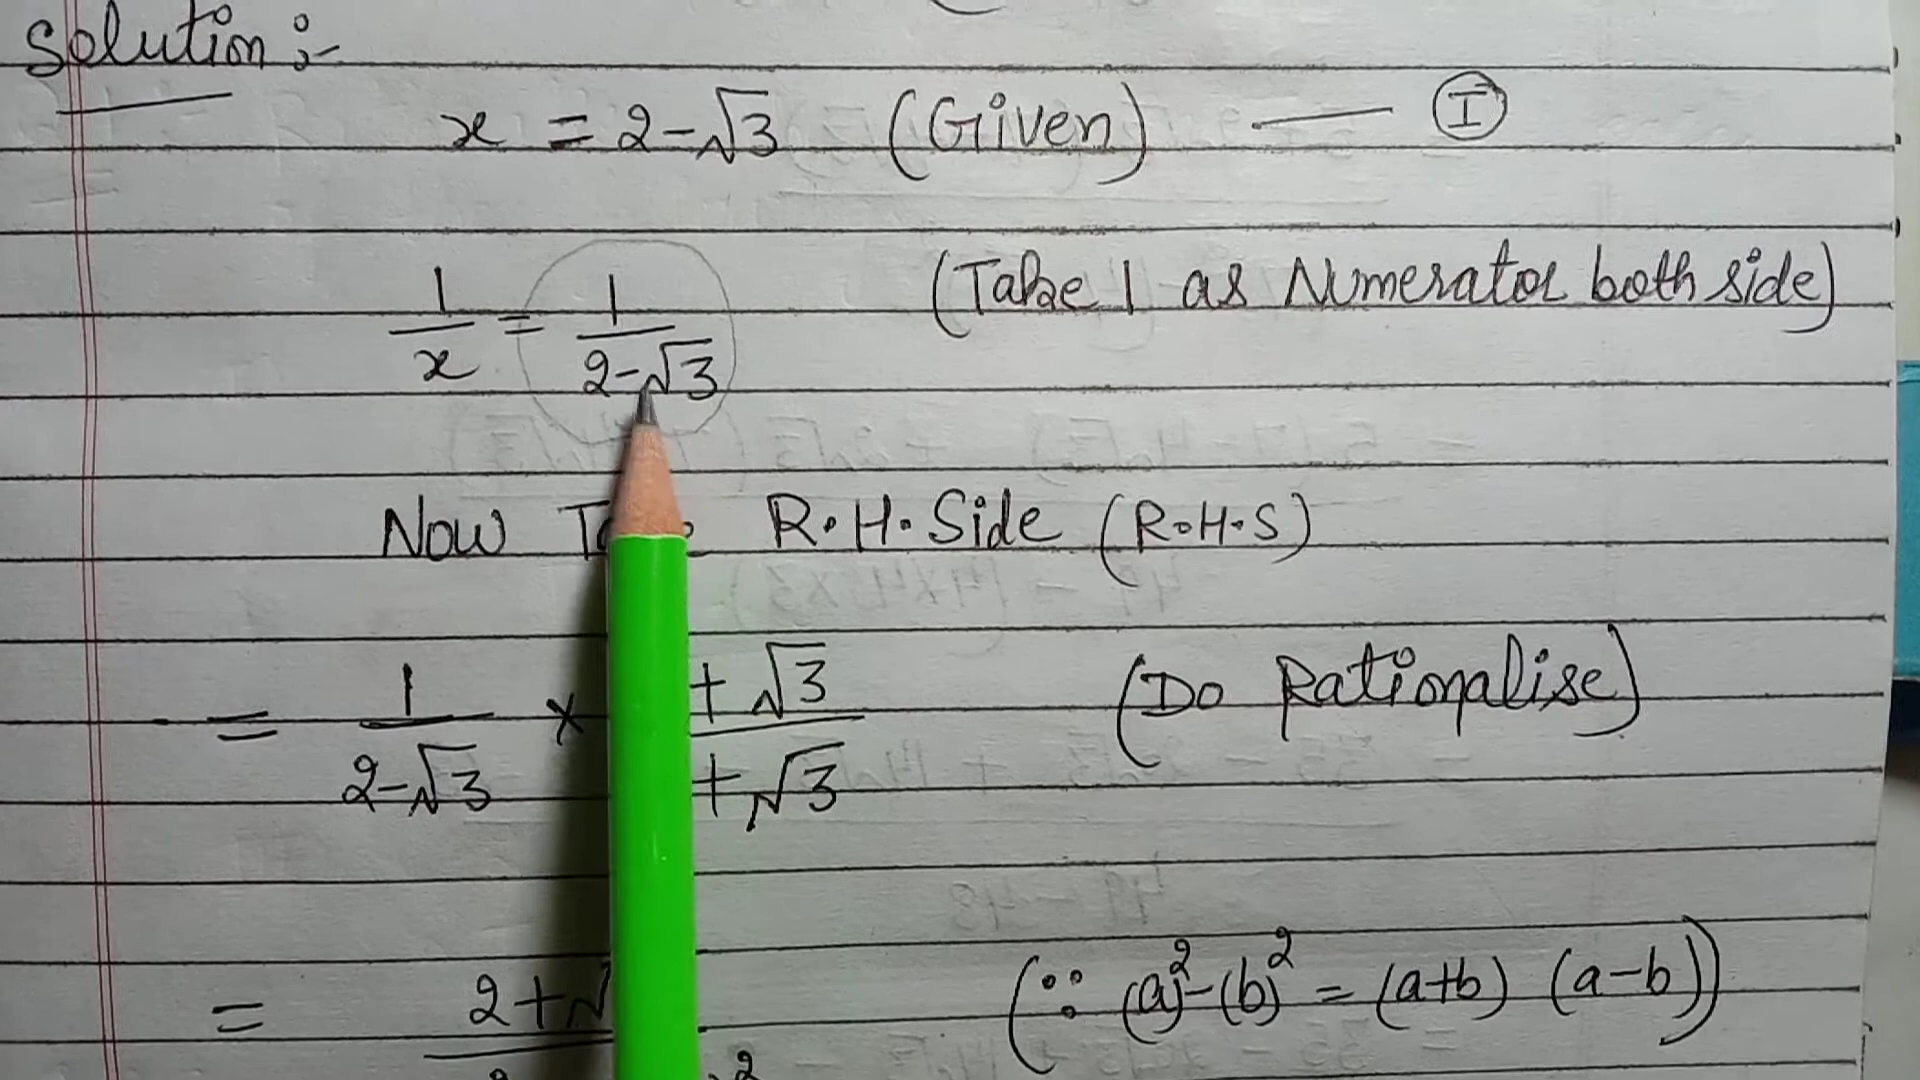 Solution :-
x = 2-√3 (Given) — I
1/x = 1/2-√3 (Take 1 as Numerator both side)
Now R.H.Side (R.H.S)
= 1/2-√3 × +√3/+√3 (Do Rationalise)
= 2+√ (∵ (a)²-(b)² = (a+b) (a-b))
2